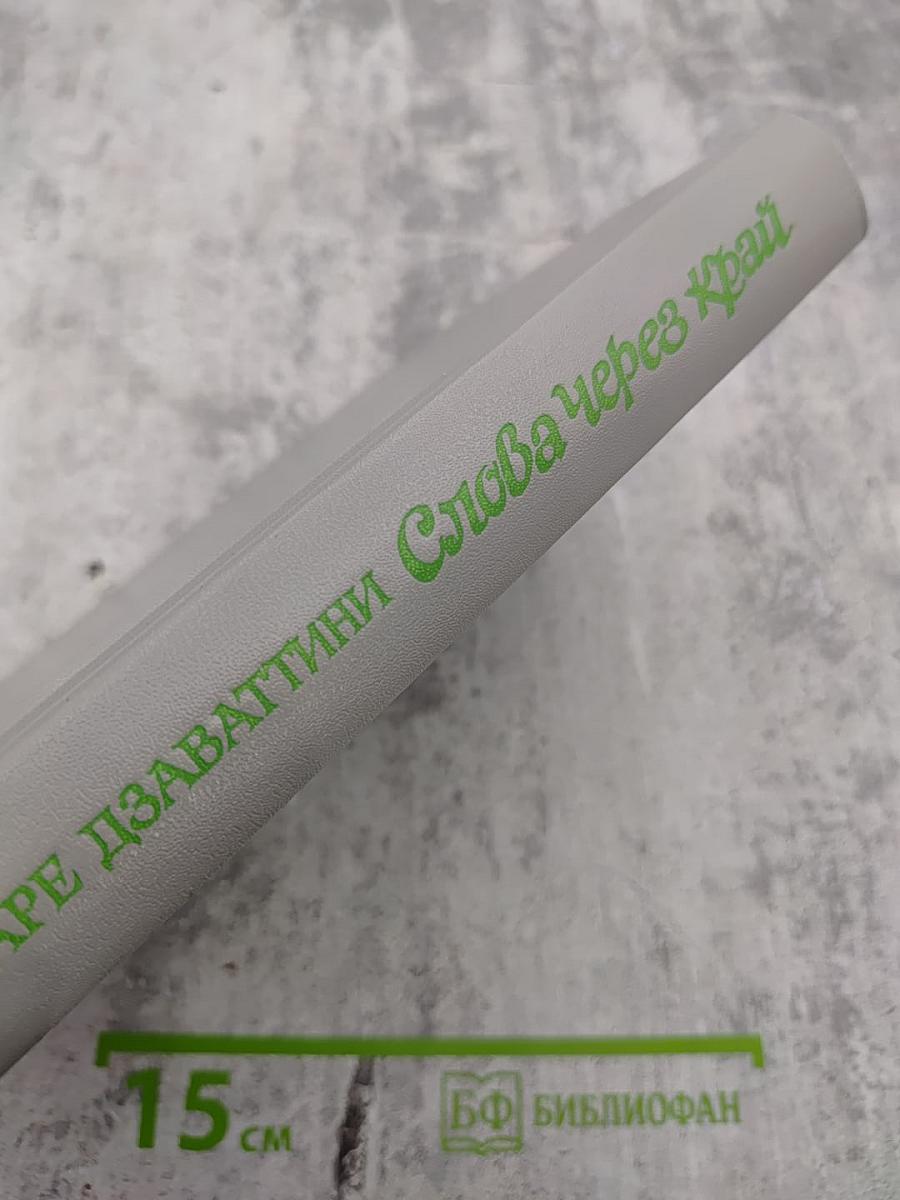 АРЕ ДЗАВАТТИНИ Слова через край
15 см
БФ БИБЛИОФАН